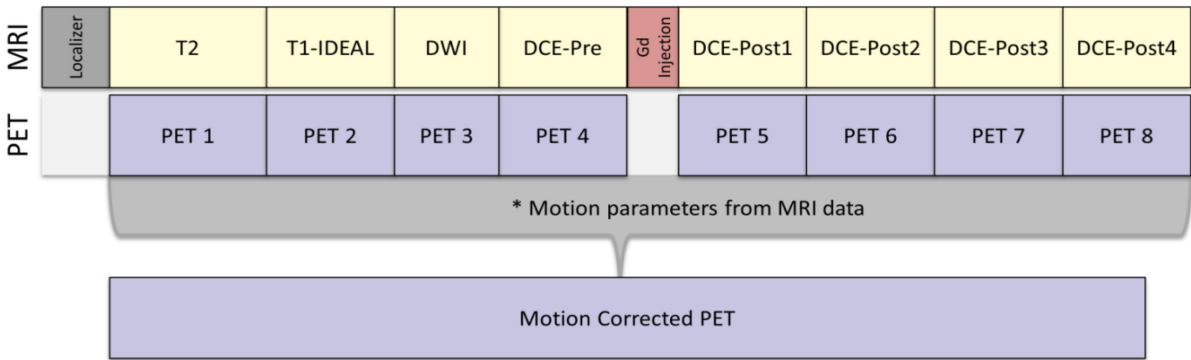 MRI
Localizer
T2
T1-IDEAL
DWI
DCE-Pre
Gd
Injection
DCE-Post1
DCE-Post2
DCE-Post3
DCE-Post4
PET
PET 1
PET 2
PET 3
PET 4
PET 5
PET 6
PET 7
PET 8
* Motion parameters from MRI data
Motion Corrected PET